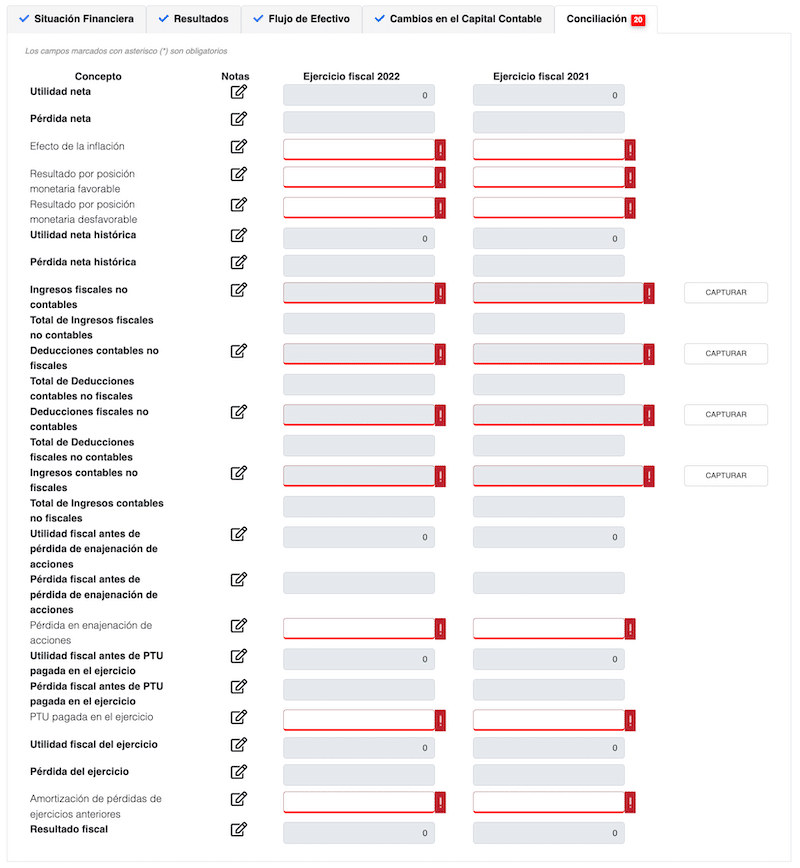 Situación Financiera Resultados Flujo de Efectivo Cambios en el Capital Contable Conciliación 20
Los campos marcados con asterisco (*) son obligatorios
Concepto Notas Ejercicio fiscal 2022 Ejercicio fiscal 2021
Utilidad neta 0 0
Pérdida neta
Efecto de la inflación ! !
Resultado por posición ! !
monetaria favorable
Resultado por posición ! !
monetaria desfavorable
Utilidad neta histórica 0 0
Pérdida neta histórica
Ingresos fiscales no ! ! CAPTURAR
contables
Total de Ingresos fiscales
no contables
Deducciones contables no ! ! CAPTURAR
fiscales
Total de Deducciones
contables no fiscales
Deducciones fiscales no ! ! CAPTURAR
contables
Total de Deducciones
fiscales no contables
Ingresos contables no ! ! CAPTURAR
fiscales
Total de Ingresos contables
no fiscales
Utilidad fiscal antes de 0 0
pérdida de enajenación de
acciones
Pérdida fiscal antes de
pérdida de enajenación de
acciones
Pérdida en enajenación de ! !
acciones
Utilidad fiscal antes de PTU 0 0
pagada en el ejercicio
Pérdida fiscal antes de PTU
pagada en el ejercicio
PTU pagada en el ejercicio ! !
Utilidad fiscal del ejercicio 0 0
Pérdida del ejercicio
Amortización de pérdidas de ! !
ejercicios anteriores
Resultado fiscal 0 0